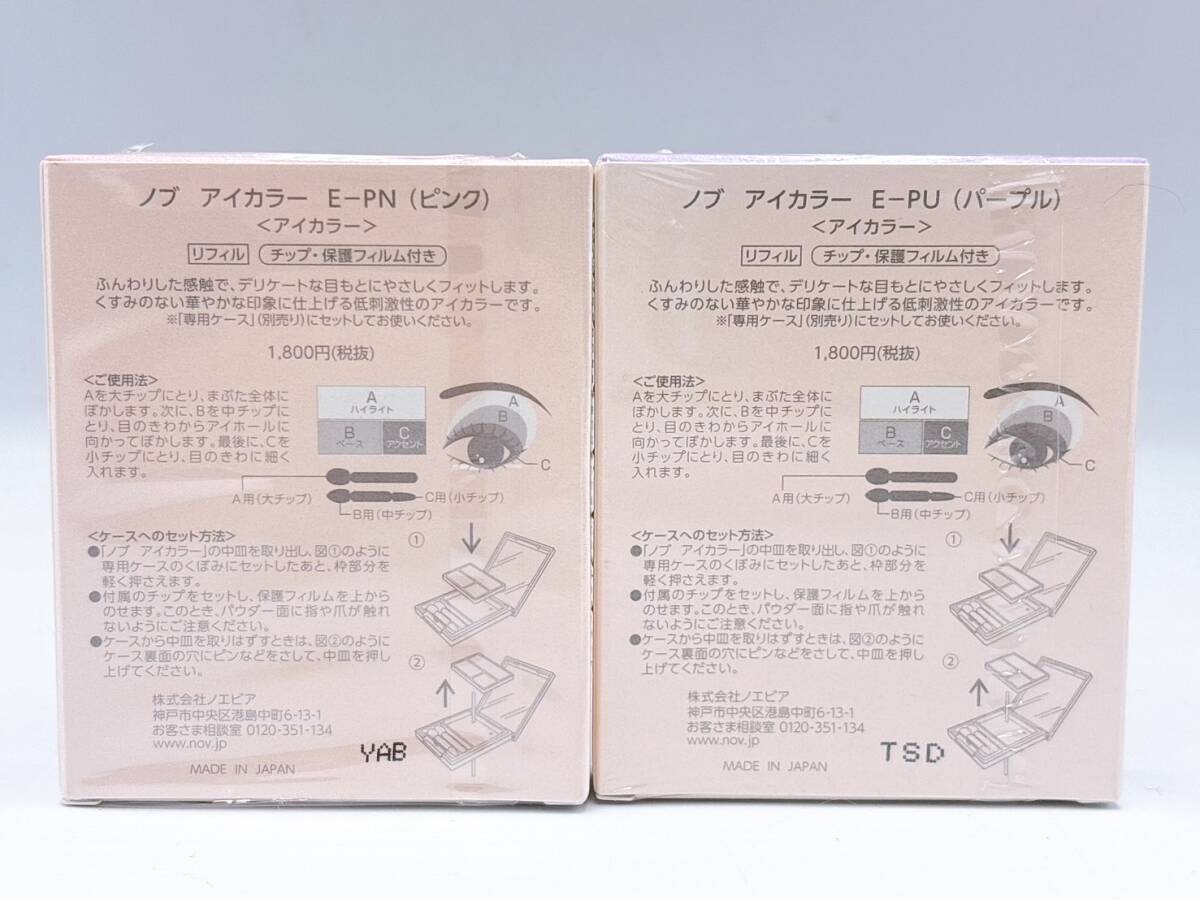 ノブ アイカラー E-PN(ピンク)
<アイカラー>
リフィル チップ・保護フィルム付き
ふんわりした感触で、デリケートな目もとにやさしくフィットします。
くすみのない華やかな印象に仕上げる低刺激性のアイカラーです。
※「専用ケース」(別売り)にセットしてお使いください。
1,800円(税抜)
<ご使用法>
Aを大チップにとり、まぶた全体に
ぼかします。次に、Bを中チップに
とり、目のきわからアイホールに
向かってぼかします。最後に、Cを
小チップにとり、目のきわに細く
入れます。
A
ハイライト
B
ベース
C
アクセント
A
B
C
A用(大チップ)
C用(小チップ)
B用(中チップ)
<ケースへのセット方法>
●「ノブ アイカラー」の中皿を取り出し、図①のように
専用ケースのくぼみにセットしたあと、枠部分を
軽く押さえます。
●付属のチップをセットし、保護フィルムを上から
のせます。このとき、パウダー面に指や爪が触れ
ないようにご注意ください。
●ケースから中皿を取りはずすときは、図②のように
ケース裏面の穴にピンなどをさして、中皿を押し
上げてください。
①
②
株式会社ノエビア
神戸市中央区港島中町6-13-1
お客さま相談室 0120-351-134
www.nov.jp
MADE IN JAPAN
YAB
ノブ アイカラー E-PU(パープル)
<アイカラー>
リフィル チップ・保護フィルム付き
ふんわりした感触で、デリケートな目もとにやさしくフィットします。
くすみのない華やかな印象に仕上げる低刺激性のアイカラーです。
※「専用ケース」(別売り)にセットしてお使いください。
1,800円(税抜)
<ご使用法>
Aを大チップにとり、まぶた全体に
ぼかします。次に、Bを中チップに
とり、目のきわからアイホールに
向かってぼかします。最後に、Cを
小チップにとり、目のきわに細く
入れます。
A
ハイライト
B
ベース
C
アクセント
A
B
C
A用(大チップ)
C用(小チップ)
B用(中チップ)
<ケースへのセット方法>
●「ノブ アイカラー」の中皿を取り出し、図①のように
専用ケースのくぼみにセットしたあと、枠部分を
軽く押さえます。
●付属のチップをセットし、保護フィルムを上から
のせます。このとき、パウダー面に指や爪が触れ
ないようにご注意ください。
●ケースから中皿を取りはずすときは、図②のように
ケース裏面の穴にピンなどをさして、中皿を押し
上げてください。
①
②
株式会社ノエビア
神戸市中央区港島中町6-13-1
お客さま相談室 0120-351-134
www.nov.jp
MADE IN JAPAN
TSD